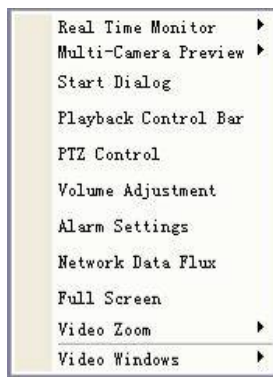 Real Time Monitor
Multi-Camera Preview
Start Dialog
Playback Control Bar
PTZ Control
Volume Adjustment
Alarm Settings
Network Data Flux
Full Screen
Video Zoom
Video Windows